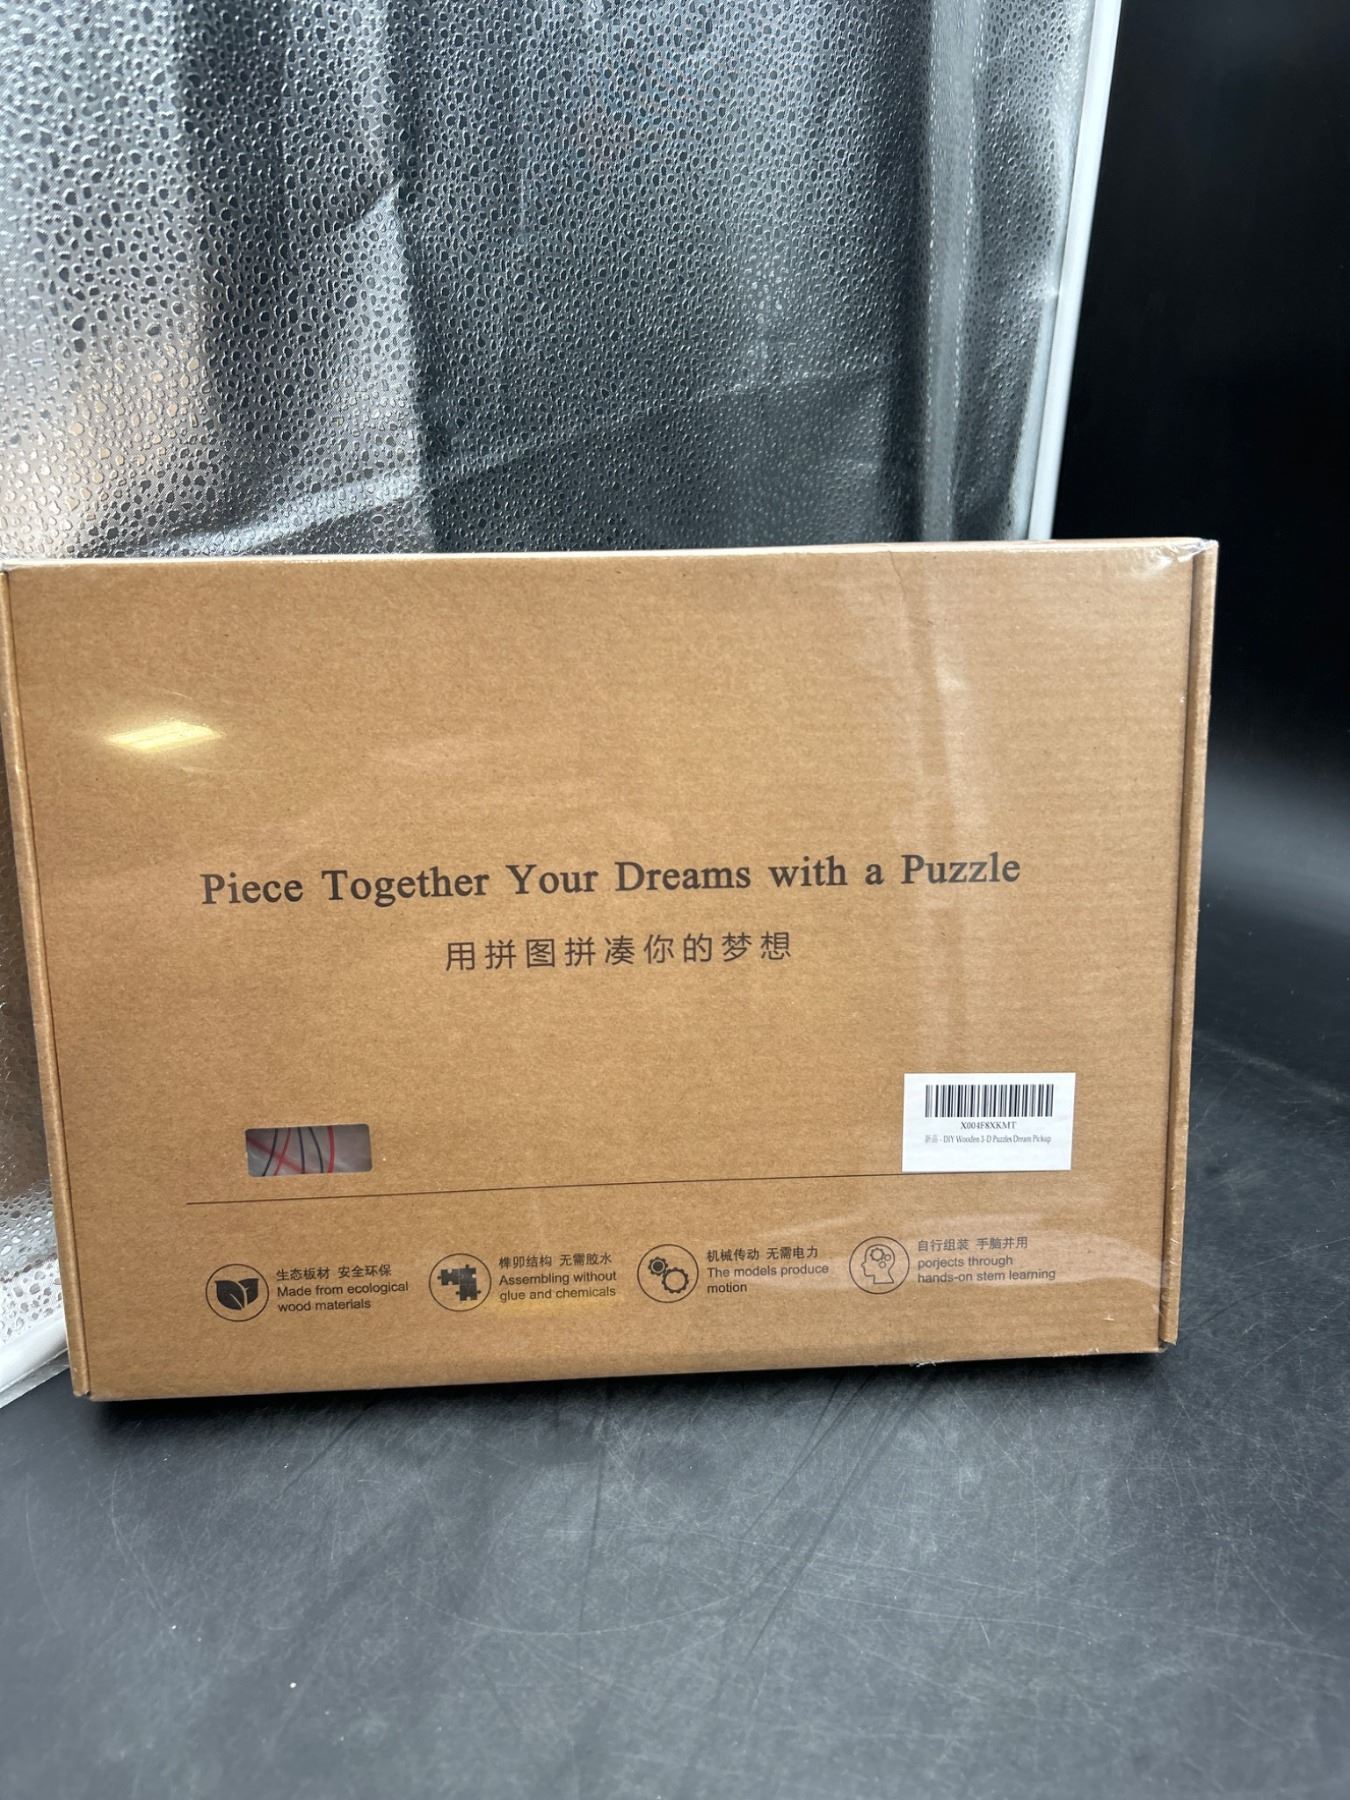 Piece Together Your Dreams with a Puzzle
用拼图拼凑你的梦想
X004F8XKMT
新品 - DIY Wooden 3-D Puzzles Dream Pickup
生态板材 安全环保
Made from ecological
wood materials
榫卯结构 无需胶水
Assembling without
glue and chemicals
机械传动 无需电力
The models produce
motion
自行组装 手脑并用
porjects through
hands-on stem learning